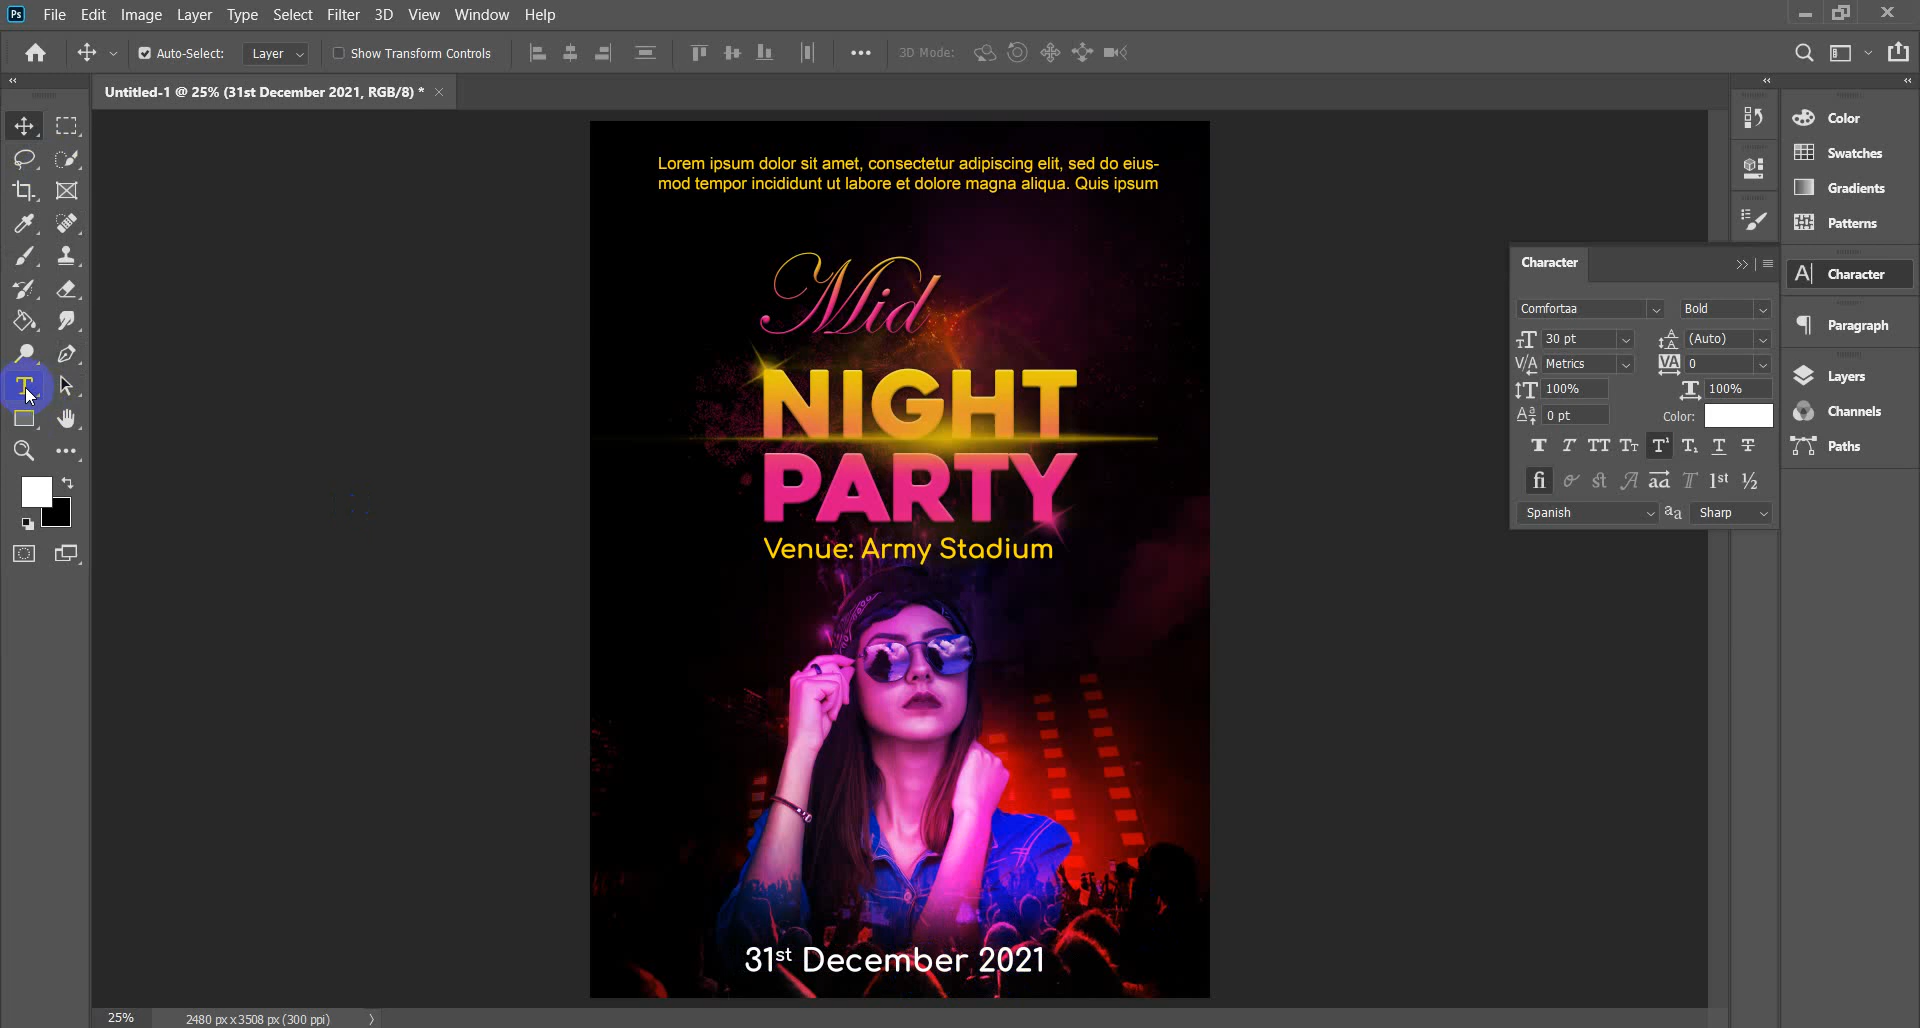 Ps File Edit Image Layer Type Select Filter 3D View Window Help
Auto-Select: Layer Show Transform Controls 3D Mode:
Untitled-1 @ 25% (31st December 2021, RGB/8) *
Lorem ipsum dolor sit amet, consectetur adipiscing elit, sed do eius-
mod tempor incididunt ut labore et dolore magna aliqua. Quis ipsum
Mid
NIGHT
PARTY
Venue: Army Stadium
31st December 2021
Character
Comfortaa Bold
30 pt (Auto)
Metrics 0
100% 100%
0 pt Color:
Spanish Sharp
Color
Swatches
Gradients
Patterns
Character
Paragraph
Layers
Channels
Paths
25% 2480 px x 3508 px (300 ppi)